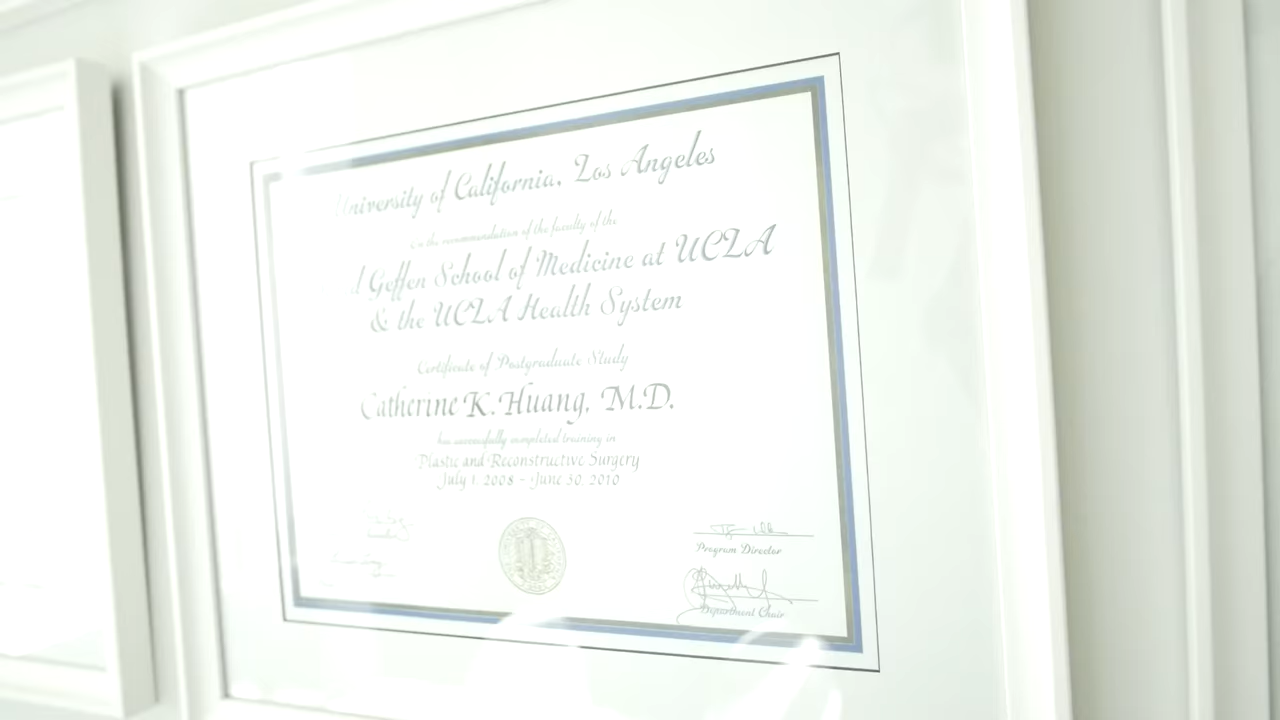 University of California, Los Angeles
on the recommendation of the faculty of the
Geffen School of Medicine at UCLA
& the UCLA Health System
Certificate of Postgraduate Study
Catherine K. Huang, M.D.
has successfully completed training in
Plastic and Reconstructive Surgery
July 1, 2008 - June 30, 2010
Program Director
Department Chair